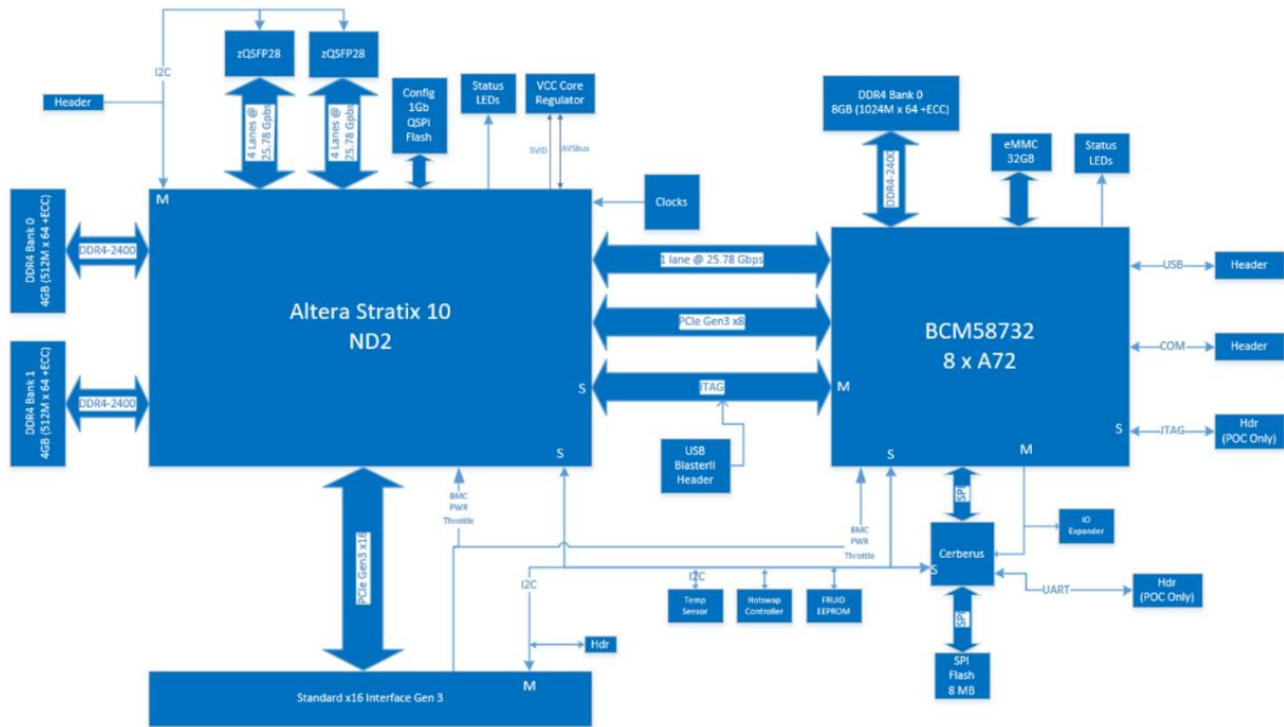 zQSFP28
zQSFP28
I2C
Header
4 Lanes @
25.78 Gpbs
4 Lanes @
25.78 Gpbs
Config
1Gb
QSPI
Flash
Status
LEDs
VCC Core
Regulator
SVID
AVSbus
Clocks
DDR4 Bank 0
8GB (1024M x 64 +ECC)
DDR4-2400
eMMC
32GB
Status
LEDs
M
DDR4 Bank 0
4GB (512M x 64 +ECC)
DDR4-2400
DDR4 Bank 1
4GB (512M x 64 +ECC)
DDR4-2400
Altera Stratix 10
ND2
S
S
1 lane @ 25.78 Gbps
PCIe Gen3 x8
JTAG
USB
BlasterII
Header
BCM58732
8 x A72
M
S
M
S
USB
Header
COM
Header
JTAG
Hdr
(POC Only)
PCIe Gen3 x16
BMC
PWR
Throttle
BMC
PWR
Throttle
SPI
Cerberus
S
IO
Expander
UART
Hdr
(POC Only)
SPI
SPI
Flash
8 MB
I2C
I2C
Temp
Sensor
Hotswap
Controller
FRUID
EEPROM
Hdr
M
Standard x16 Interface Gen 3